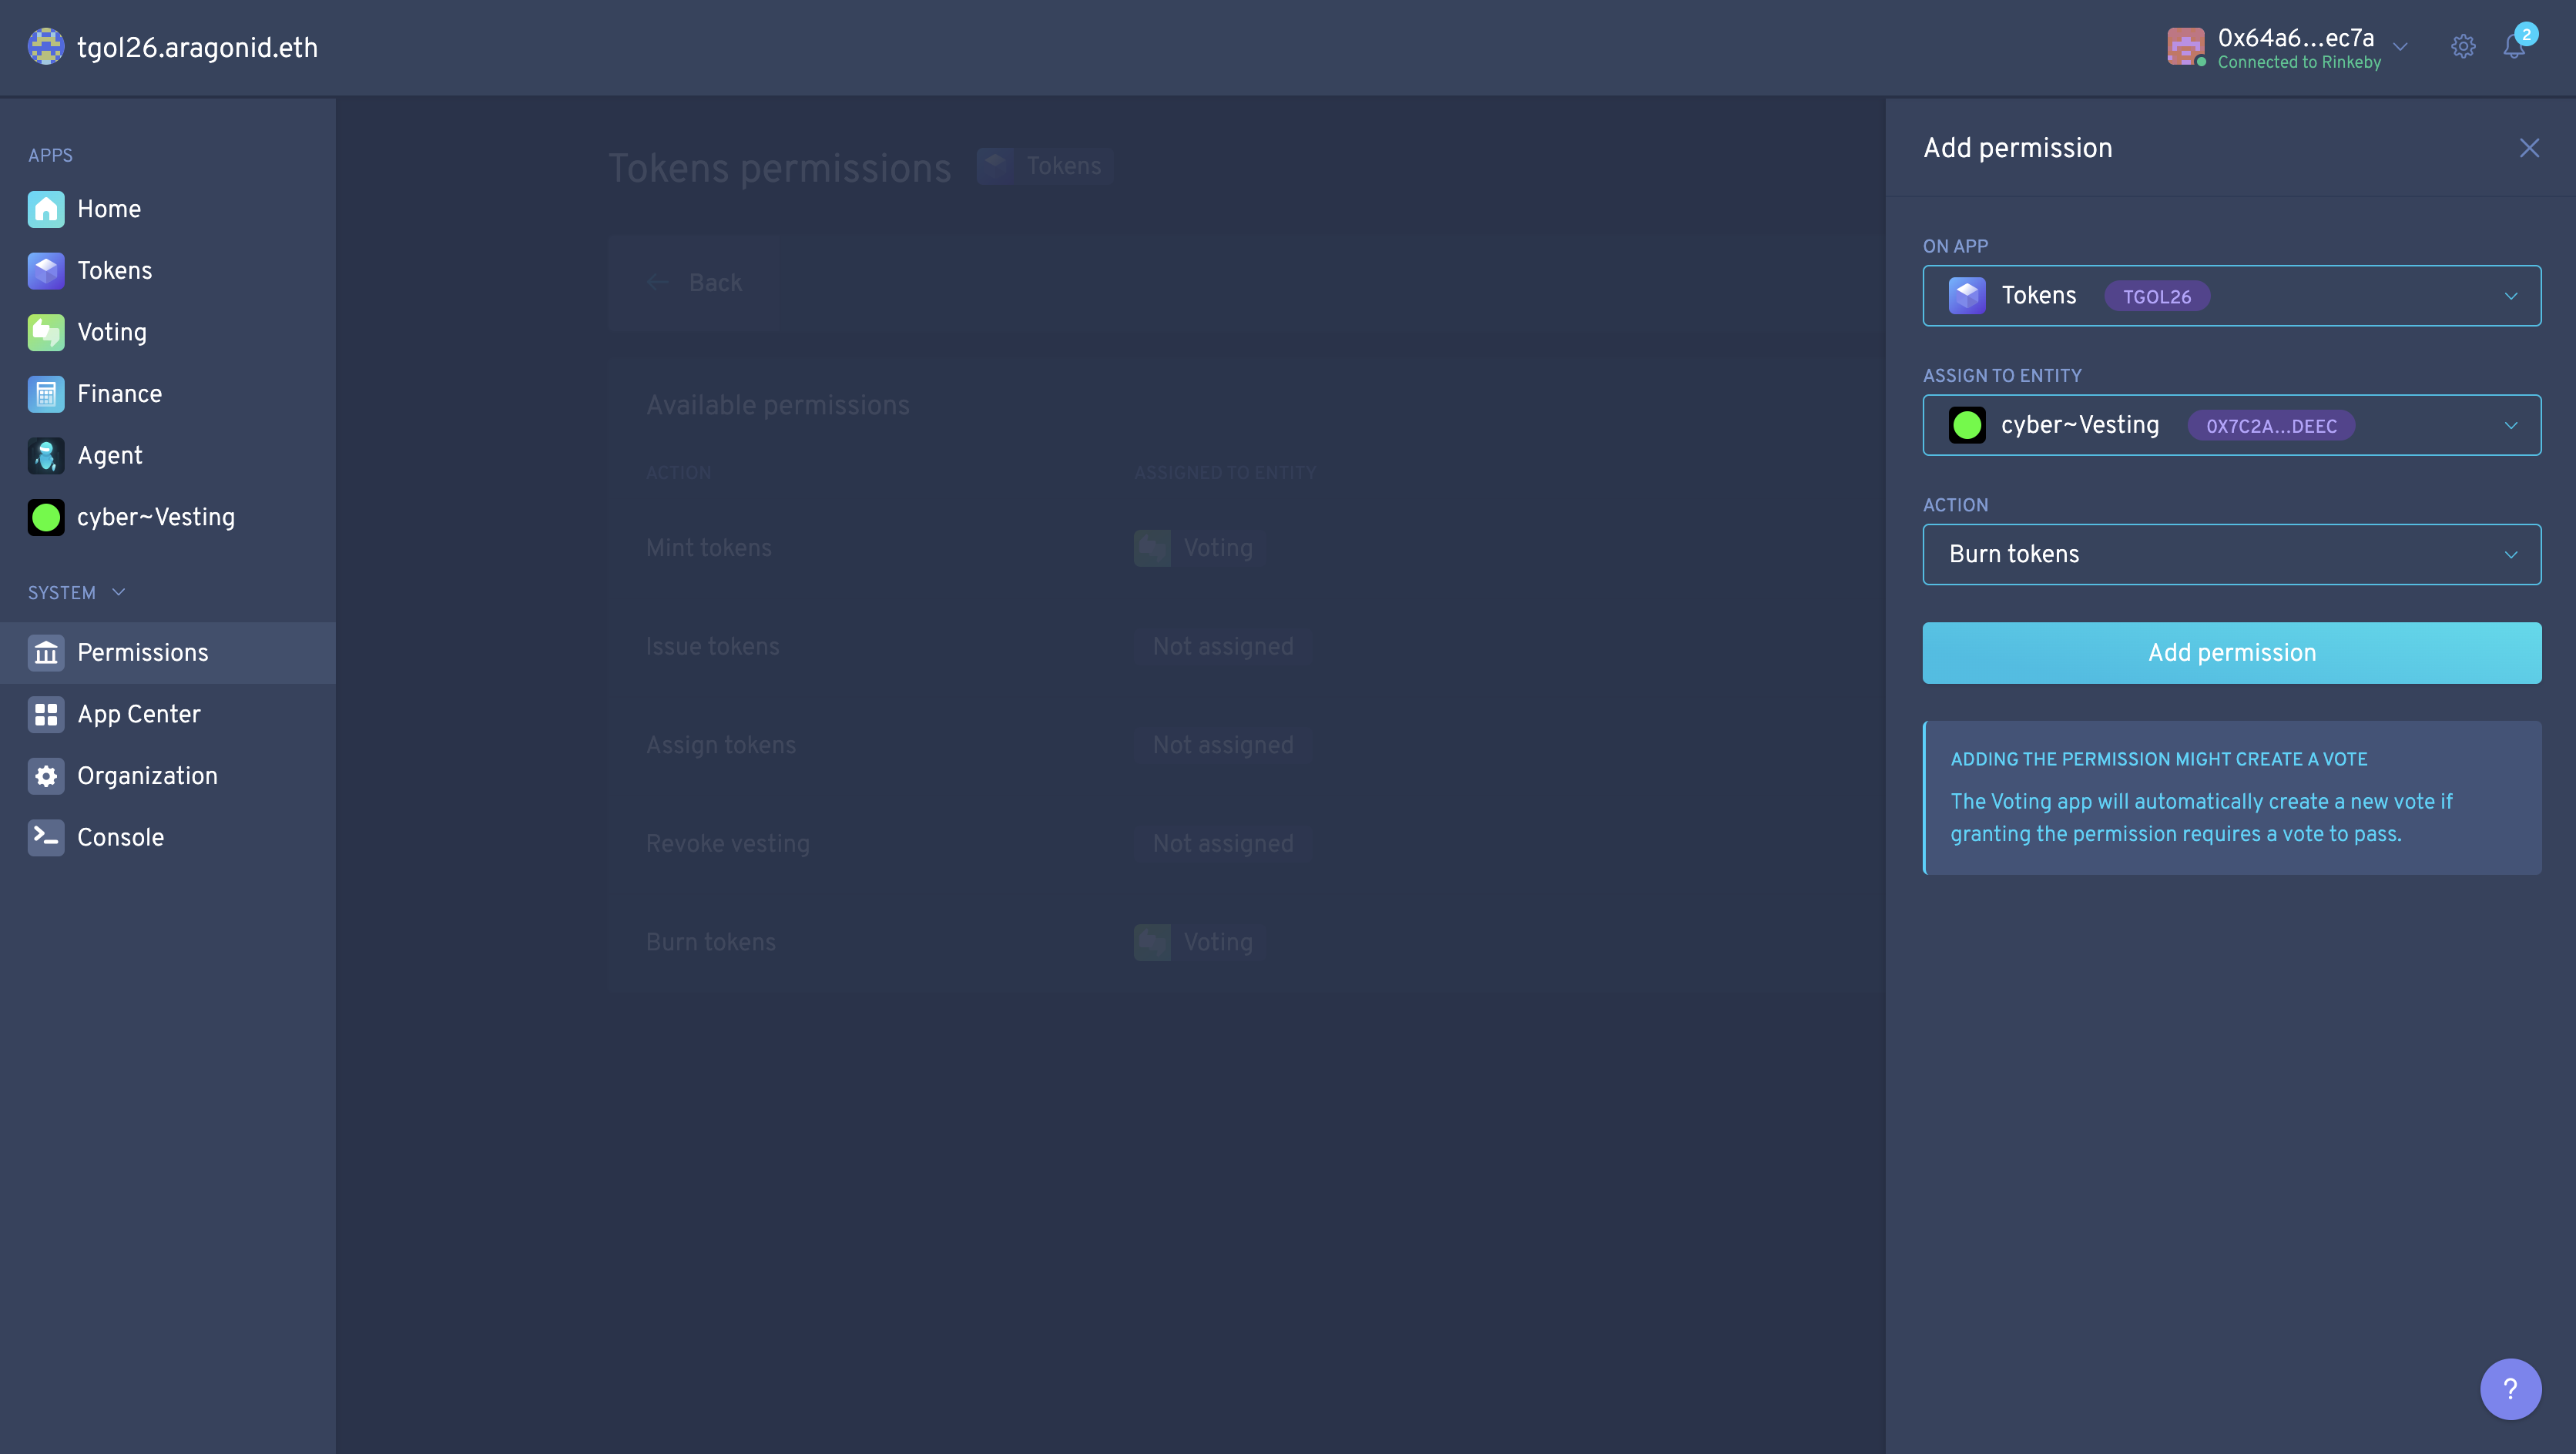 tgol26.aragonid.eth
0x64a6...ec7a
Connected to Rinkeby
2
APPS
Home
Tokens
Voting
Finance
Agent
cyber~Vesting
SYSTEM
Permissions
App Center
Organization
Console
Tokens permissions Tokens
Back
Available permissions
ACTION ASSIGNED TO ENTITY
Mint tokens Voting
Issue tokens Not assigned
Assign tokens Not assigned
Revoke vesting Not assigned
Burn tokens Voting
Add permission
ON APP
Tokens TGOL26
ASSIGN TO ENTITY
cyber~Vesting 0X7C2A...DEEC
ACTION
Burn tokens
Add permission
ADDING THE PERMISSION MIGHT CREATE A VOTE
The Voting app will automatically create a new vote if
granting the permission requires a vote to pass.
?